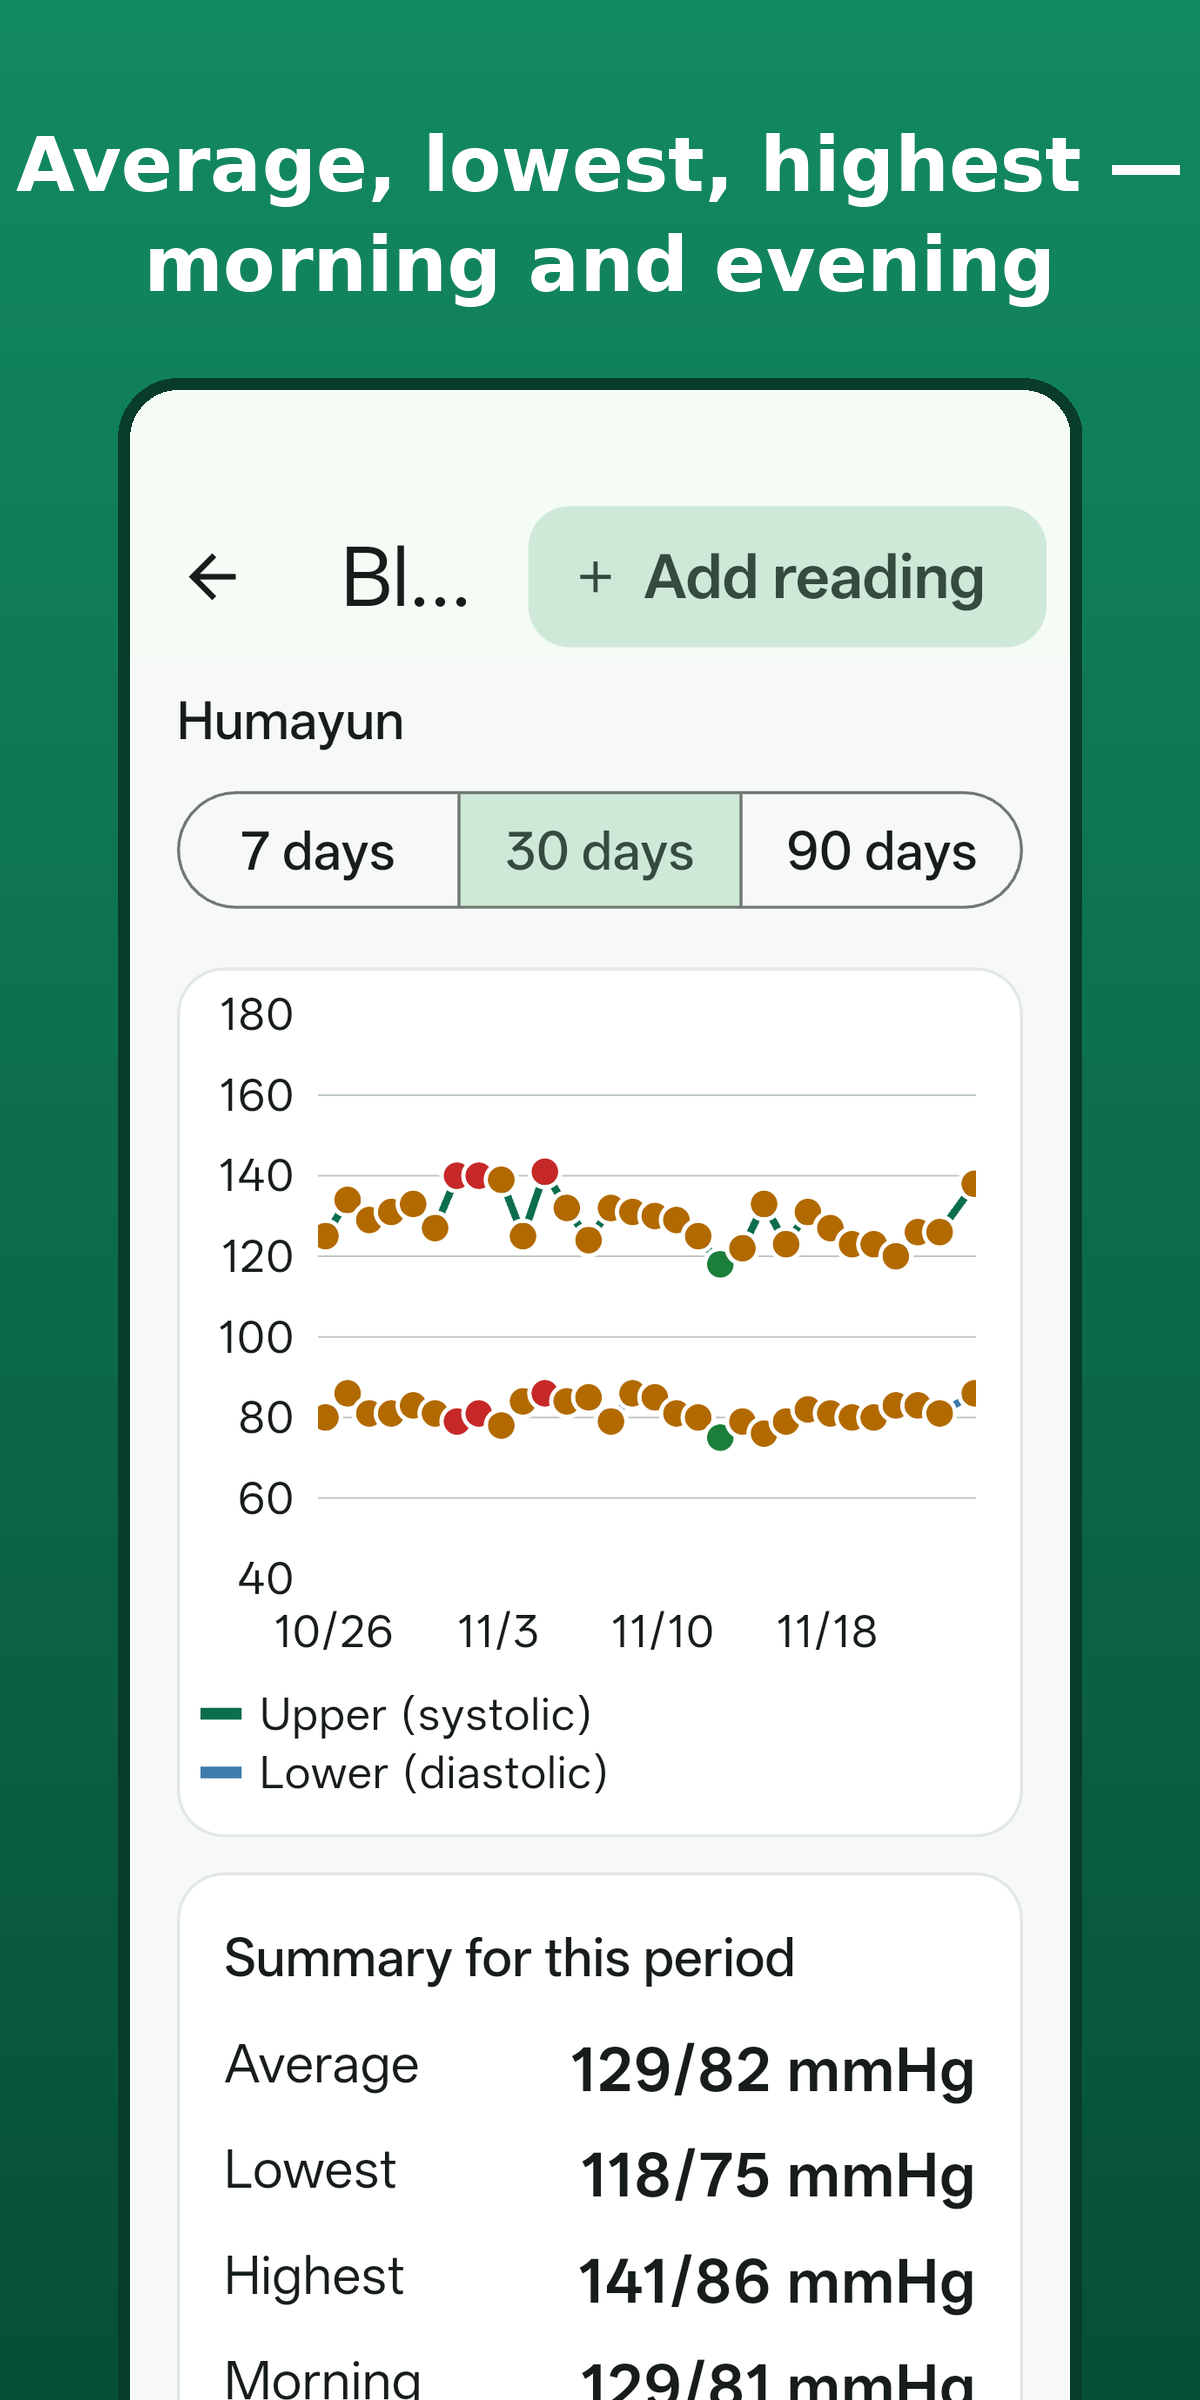 Average, lowest, highest —
morning and evening
← Bl... + Add reading
Humayun
7 days 30 days 90 days
180
160
140
120
100
80
60
40
10/26 11/3 11/10 11/18
Upper (systolic)
Lower (diastolic)
Summary for this period
Average 129/82 mmHg
Lowest 118/75 mmHg
Highest 141/86 mmHg
Morning 129/81 mmHg